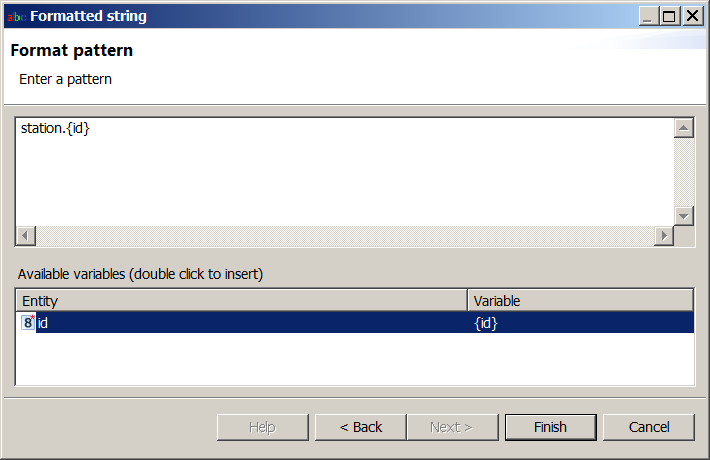 abc Formatted string
Format pattern
Enter a pattern
station.{id}
Available variables (double click to insert)
Entity Variable
8* id {id}
Help < Back Next > Finish Cancel